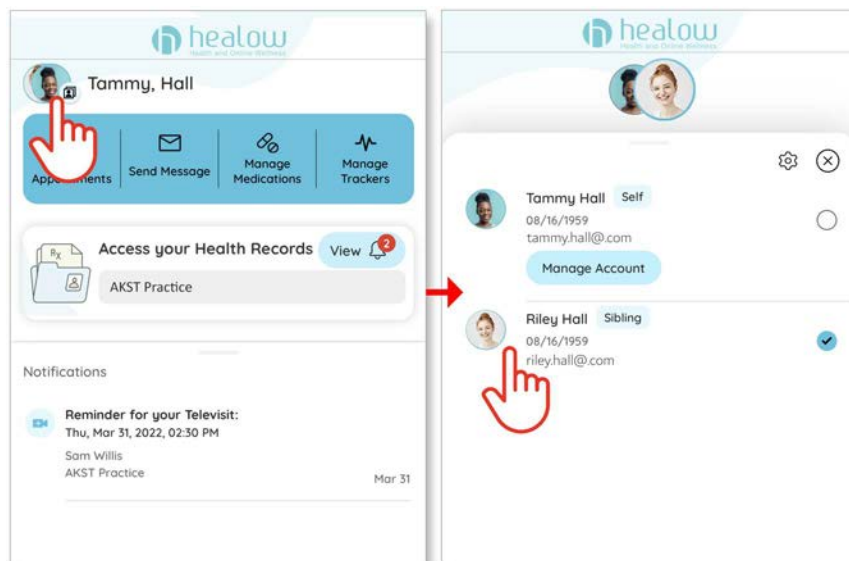 healow
Health and Online Wellness
Tammy, Hall
Appointments
Send Message
Manage
Medications
Manage
Trackers
Rx
Access your Health Records
View
2
AKST Practice
Notifications
Reminder for your Televisit:
Thu, Mar 31, 2022, 02:30 PM
Sam Willis
AKST Practice
Mar 31
healow
Health and Online Wellness
Tammy Hall Self
08/16/1959
tammy.hall@.com
Manage Account
Riley Hall Sibling
08/16/1959
riley.hall@.com